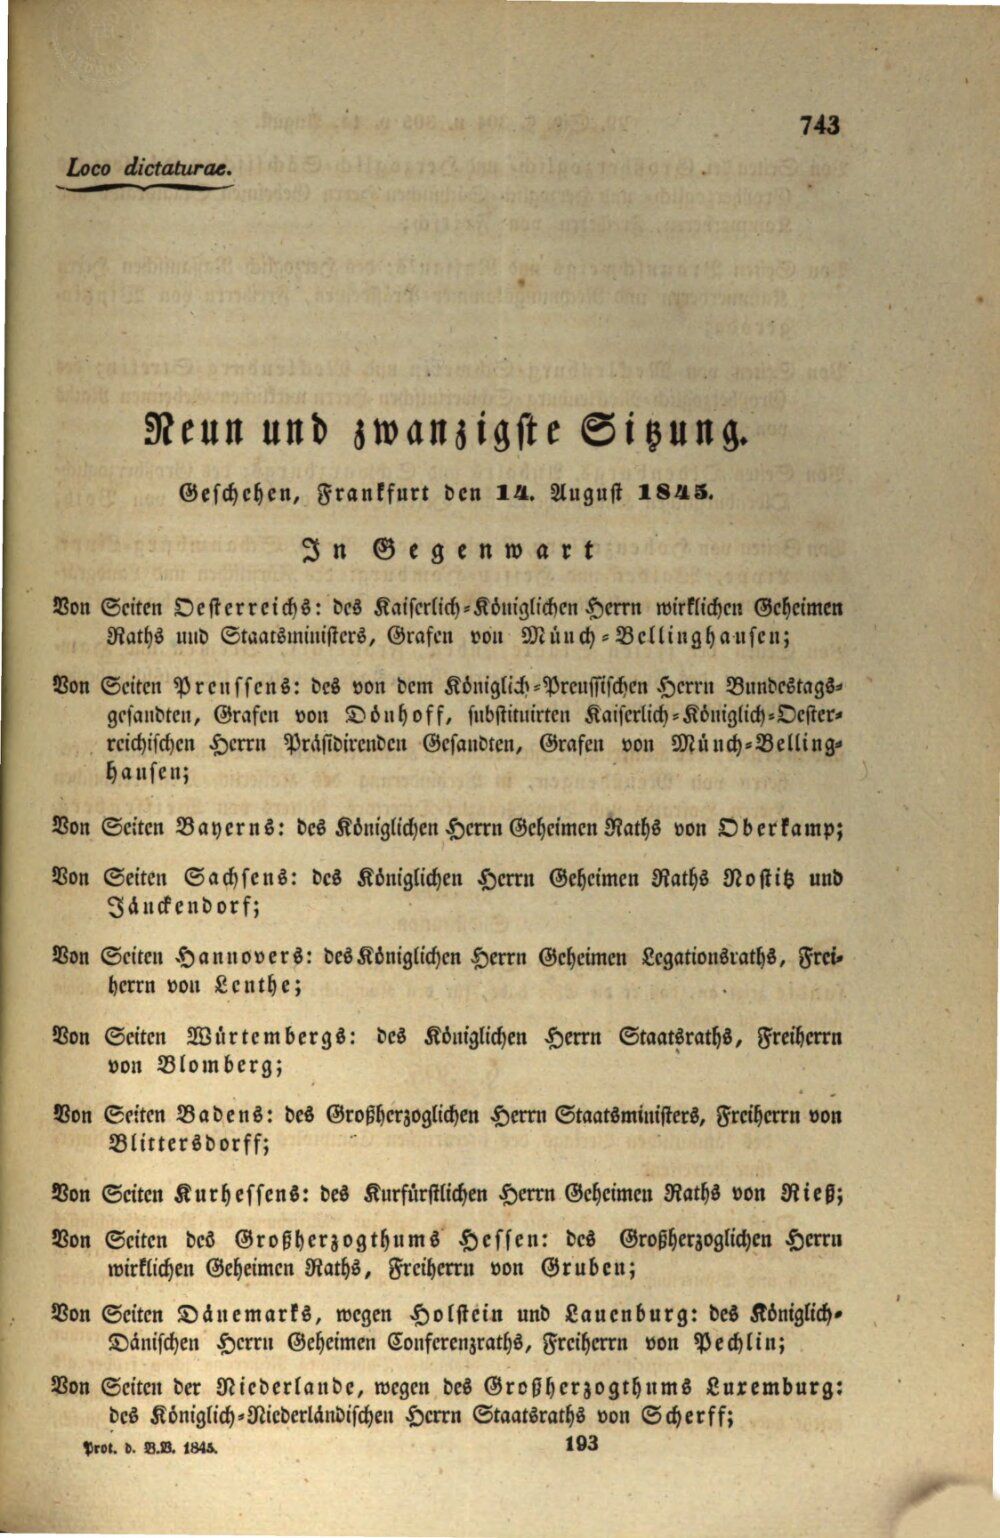 743
Loco dictaturae.
Neun und zwanzigste Sitzung.
Geschehen, Frankfurt den 14. August 1845.
In Gegenwart
Von Seiten Oesterreichs: des Kaiserlich-Königlichen Herrn wirklichen Geheimen
Raths und Staatsministers, Grafen von Münch-Bellinghausen;
Von Seiten Preussens: des von dem Königlich-Preussischen Herrn Bundestags-
gesandten, Grafen von Dönhoff, substituirten Kaiserlich-Königlich-Oester-
reichischen Herrn Präsidirenden Gesandten, Grafen von Münch-Belling-
hausen;
Von Seiten Bayerns: des Königlichen Herrn Geheimen Raths von Oberkamp;
Von Seiten Sachsens: des Königlichen Herrn Geheimen Raths Nostitz und
Jänckendorf;
Von Seiten Hannovers: des Königlichen Herrn Geheimen Legationsraths, Frei-
herrn von Lenthe;
Von Seiten Würtembergs: des Königlichen Herrn Staatsraths, Freiherrn
von Blomberg;
Von Seiten Badens: des Großherzoglichen Herrn Staatsministers, Freiherrn von
Blittersdorff;
Von Seiten Kurhessens: des Kurfürstlichen Herrn Geheimen Raths von Rieß;
Von Seiten des Großherzogthums Hessen: des Großherzoglichen Herrn
wirklichen Geheimen Raths, Freiherrn von Gruben;
Von Seiten Dänemarks, wegen Holstein und Lauenburg: des Königlich-
Dänischen Herrn Geheimen Conferenzraths, Freiherrn von Pechlin;
Von Seiten der Niederlande, wegen des Großherzogthums Luxemburg:
des Königlich-Niederländischen Herrn Staatsraths von Scherff;
Prot. d. B.V. 1845.
193